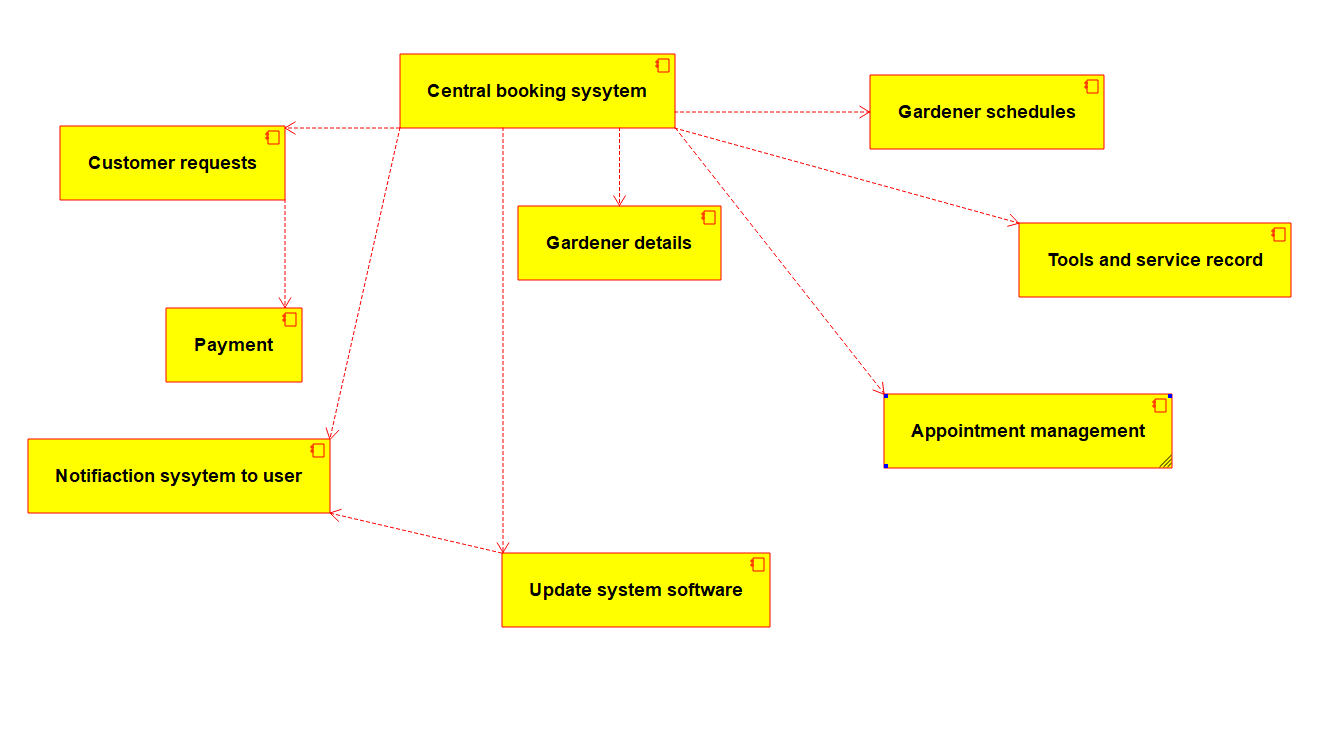 Central booking sysytem
Gardener schedules
Customer requests
Gardener details
Tools and service record
Payment
Appointment management
Notifiaction sysytem to user
Update system software